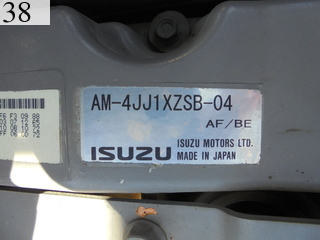 38
AM-4JJ1XZSB-04
AF/BE
ISUZU ISUZU MOTORS LTD.
MADE IN JAPAN